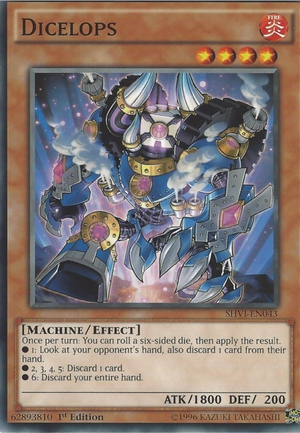 DICELOPS
FIRE
炎
SHVI-EN043
[MACHINE/EFFECT]
Once per turn: You can roll a six-sided die, then apply the result.
● 1: Look at your opponent's hand, also discard 1 card from their
hand.
● 2, 3, 4, 5: Discard 1 card.
● 6: Discard your entire hand.
ATK/1800 DEF/ 200
62893810 1st Edition ©1996 KAZUKI TAKAHASHI